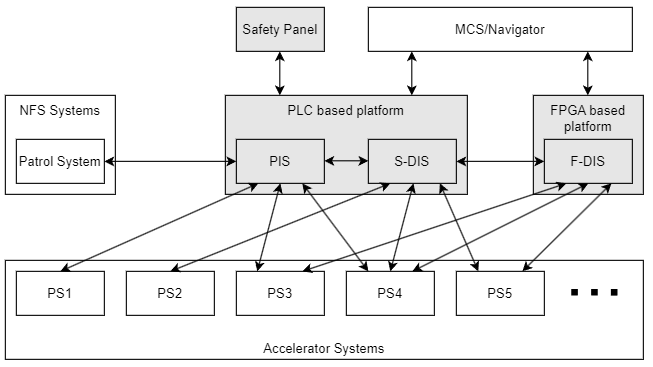 Safety Panel
MCS/Navigator
NFS Systems
PLC based platform
FPGA based
platform
Patrol System
PIS
S-DIS
F-DIS
PS1
PS2
PS3
PS4
PS5
Accelerator Systems